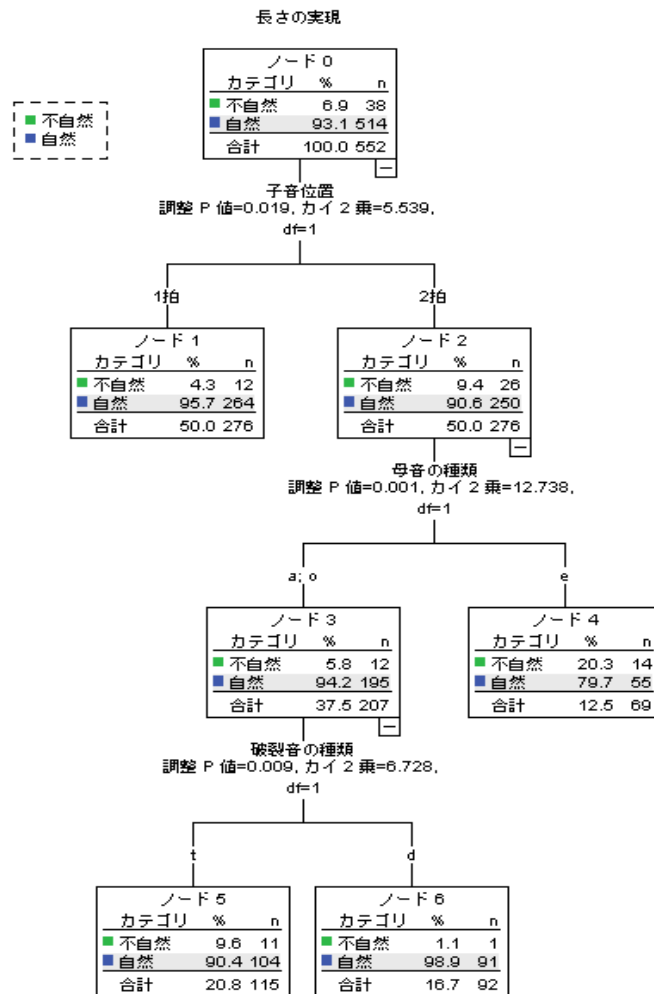 長さの実現
ノード 0
カテゴリ % n
不自然 6.9 38
自然 93.1 514
合計 100.0 552
不自然
自然
子音位置
調整 P 値=0.019, カイ 2 乗=5.539,
df=1
1拍
2拍
ノード 1
カテゴリ % n
不自然 4.3 12
自然 95.7 264
合計 50.0 276
ノード 2
カテゴリ % n
不自然 9.4 26
自然 90.6 250
合計 50.0 276
母音の種類
調整 P 値=0.001, カイ 2 乗=12.738,
df=1
a; o
e
ノード 3
カテゴリ % n
不自然 5.8 12
自然 94.2 195
合計 37.5 207
ノード 4
カテゴリ % n
不自然 20.3 14
自然 79.7 55
合計 12.5 69
破裂音の種類
調整 P 値=0.009, カイ 2 乗=6.728,
df=1
t
d
ノード 5
カテゴリ % n
不自然 9.6 11
自然 90.4 104
合計 20.8 115
ノード 6
カテゴリ % n
不自然 1.1 1
自然 98.9 91
合計 16.7 92